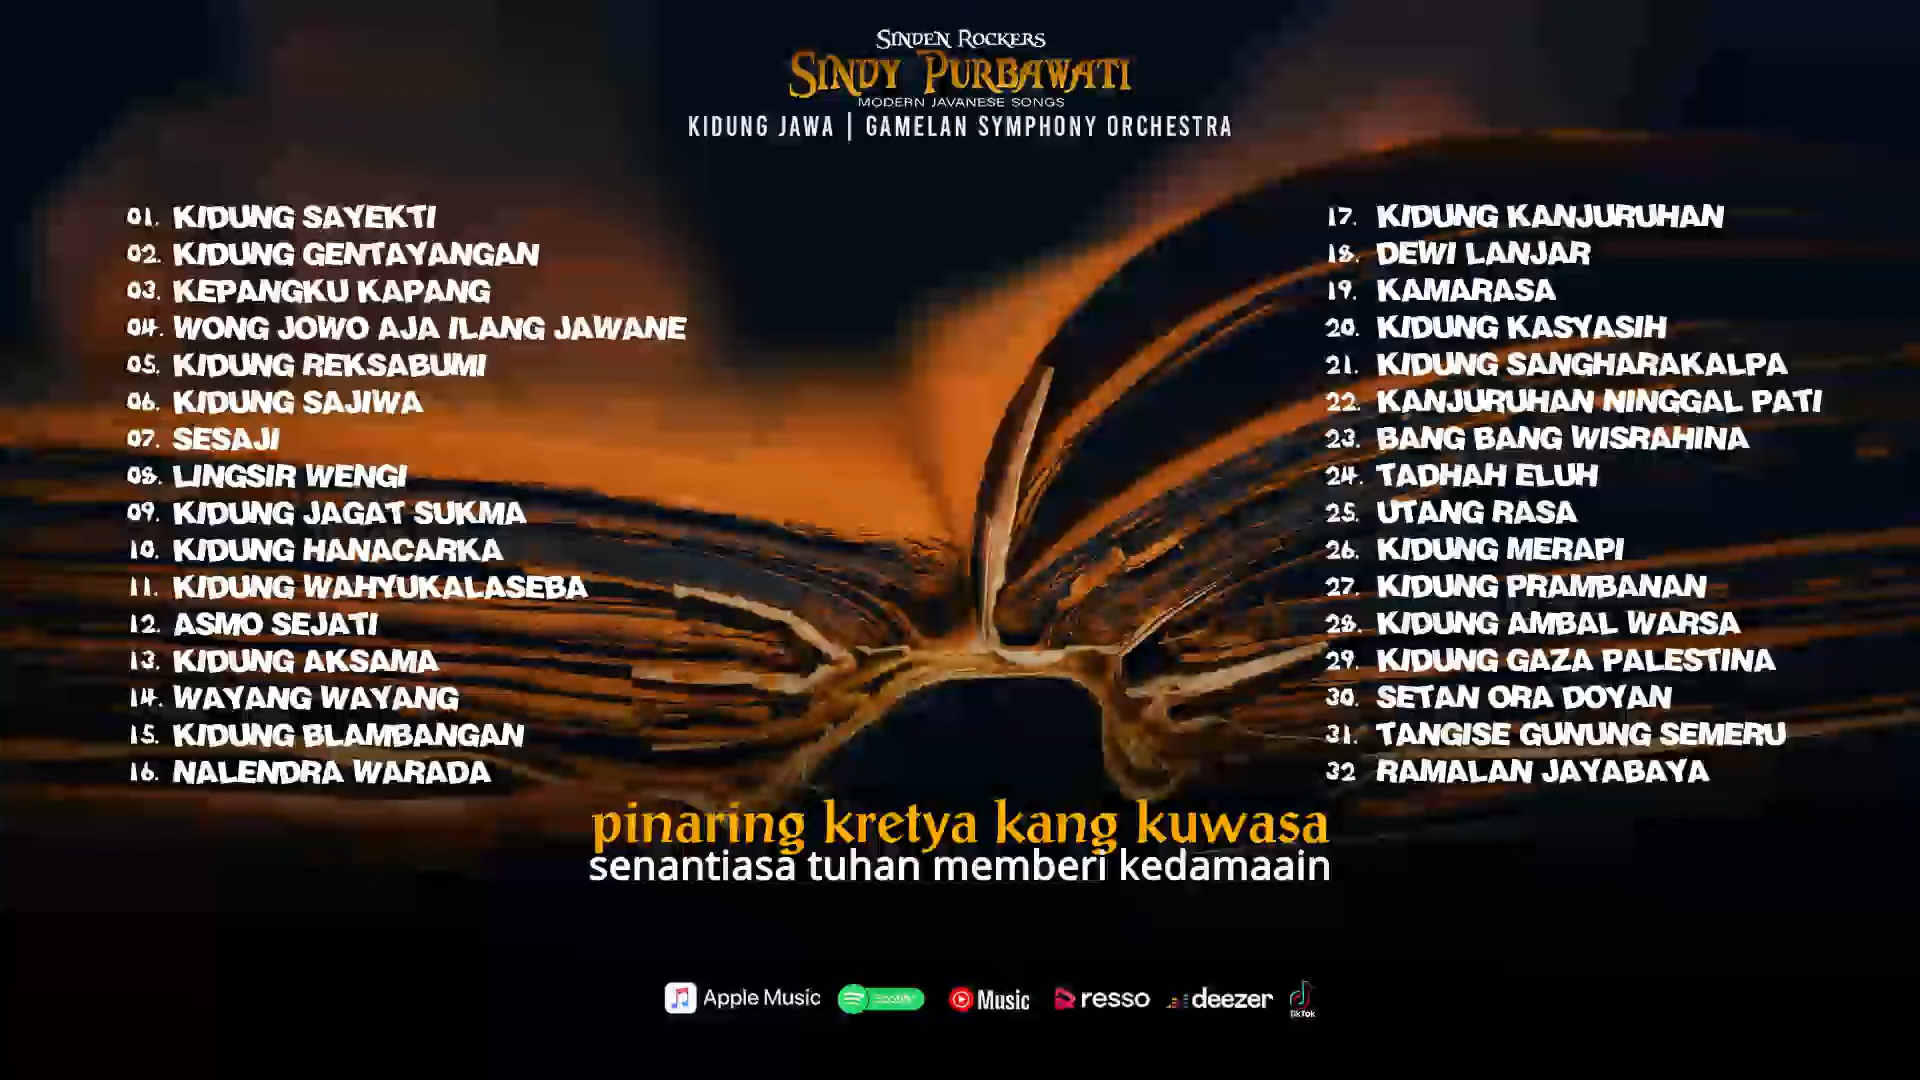 SINDEN ROCKERS
SINDY PURBAWATI
MODERN JAVANESE SONGS
KIDUNG JAWA | GAMELAN SYMPHONY ORCHESTRA
01. KIDUNG SAYEKTI
02. KIDUNG GENTAYANGAN
03. KEPANGKU KAPANG
04. WONG JOWO AJA ILANG JAWANE
05. KIDUNG REKSABUMI
06. KIDUNG SAJIWA
07. SESAJI
08. LINGSIR WENGI
09. KIDUNG JAGAT SUKMA
10. KIDUNG HANACARKA
11. KIDUNG WAHYUKALASEBA
12. ASMO SEJATI
13. KIDUNG AKSAMA
14. WAYANG WAYANG
15. KIDUNG BLAMBANGAN
16. NALENDRA WARADA
17. KIDUNG KANJURUHAN
18. DEWI LANJAR
19. KAMARASA
20. KIDUNG KASYASIH
21. KIDUNG SANGHARAKALPA
22. KANJURUHAN NINGGAL PATI
23. BANG BANG WISRAHINA
24. TADHAH ELUH
25. UTANG RASA
26. KIDUNG MERAPI
27. KIDUNG PRAMBANAN
28. KIDUNG AMBAL WARSA
29. KIDUNG GAZA PALESTINA
30. SETAN ORA DOYAN
31. TANGISE GUNUNG SEMERU
32 RAMALAN JAYABAYA
pinaring kretya kang kuwasa
senantiasa tuhan memberi kedamaain
Apple Music Spotify Music resso deezer TikTok